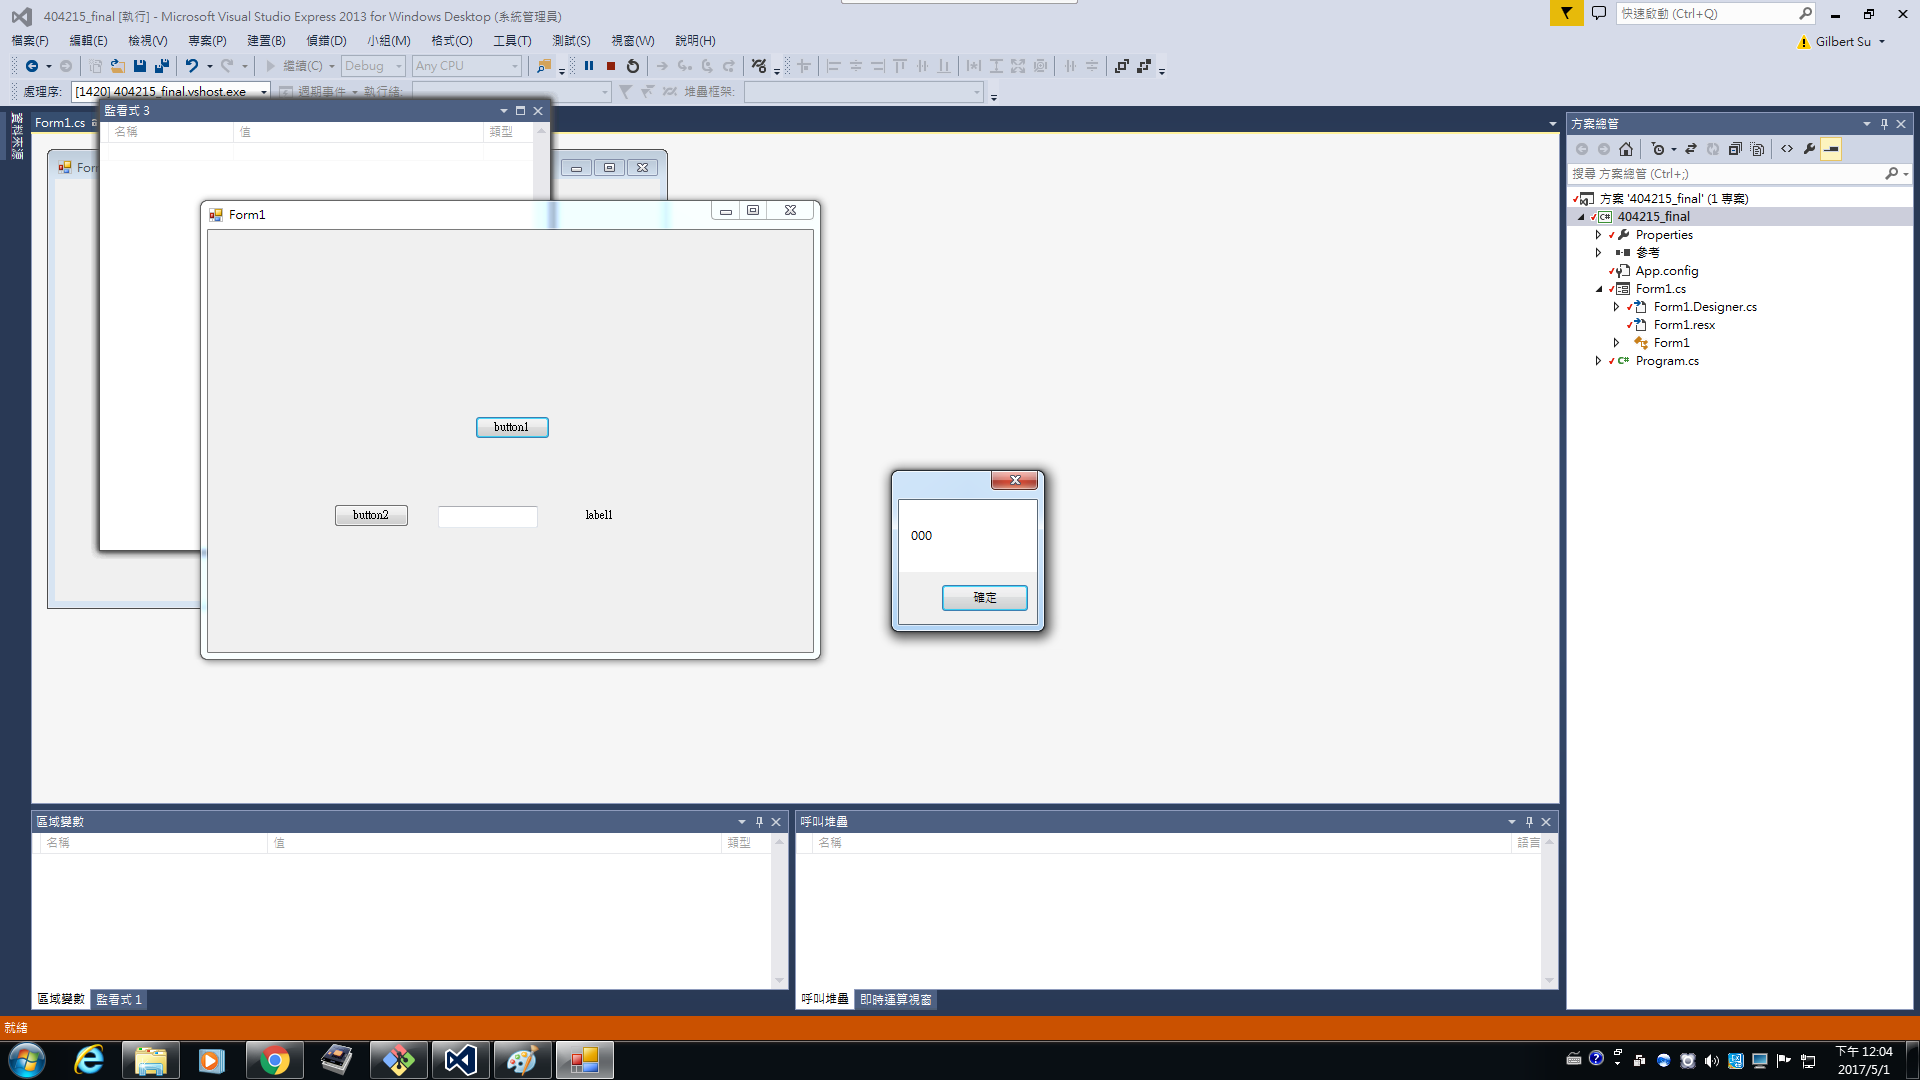 404215_final [執行] - Microsoft Visual Studio Express 2013 for Windows Desktop (系統管理員)
快速啟動 (Ctrl+Q)
檔案(F) 編輯(E) 檢視(V) 專案(P) 建置(B) 偵錯(D) 小組(M) 格式(O) 工具(T) 測試(S) 視窗(W) 說明(H)
Gilbert Su
繼續(C) Debug Any CPU
處理序: [1420] 404215_final.vshost.exe 週期事件 執行緒: 堆疊框架:
資料來源
Form1.cs
監看式 3
名稱 值 類型
For
Form1
button1
button2
label1
000
確定
方案總管
搜尋 方案總管 (Ctrl+;)
方案 '404215_final' (1 專案)
C# 404215_final
Properties
參考
App.config
Form1.cs
Form1.Designer.cs
Form1.resx
Form1
C# Program.cs
區域變數
名稱 值 類型
區域變數 監看式 1
呼叫堆疊
名稱 語言
呼叫堆疊 即時運算視窗
就緒
下午 12:04
2017/5/1